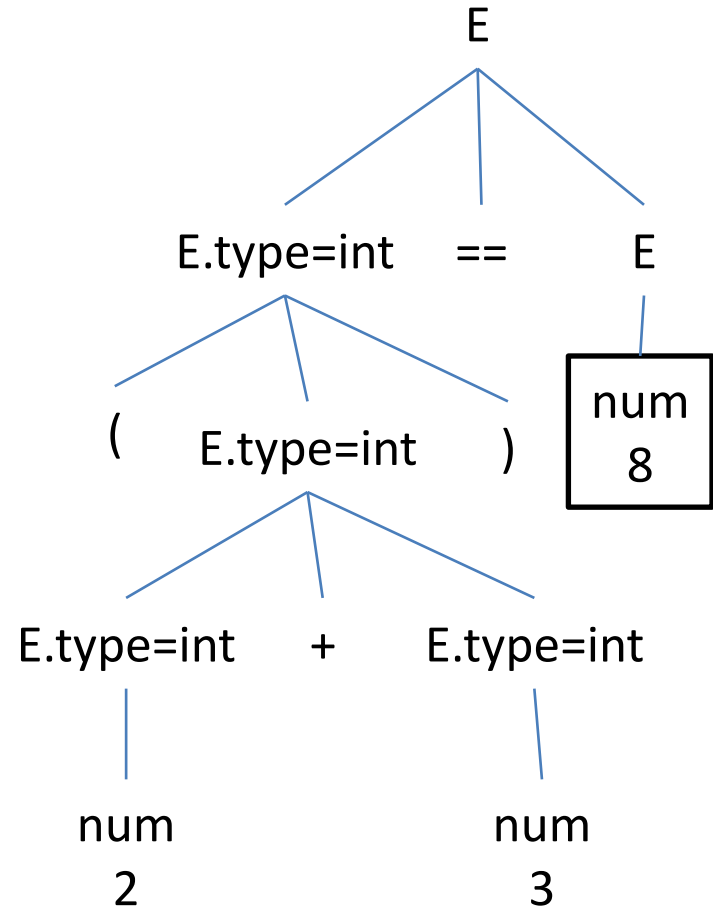 E
E.type=int == E
( E.type=int ) num
8
E.type=int + E.type=int
num num
2 3